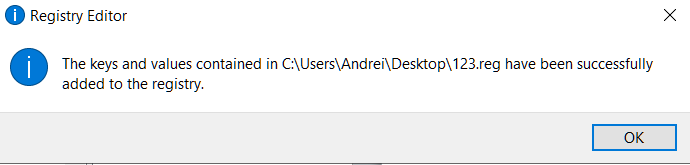 Registry Editor
The keys and values contained in C:\Users\Andrei\Desktop\123.reg have been successfully
added to the registry.
OK